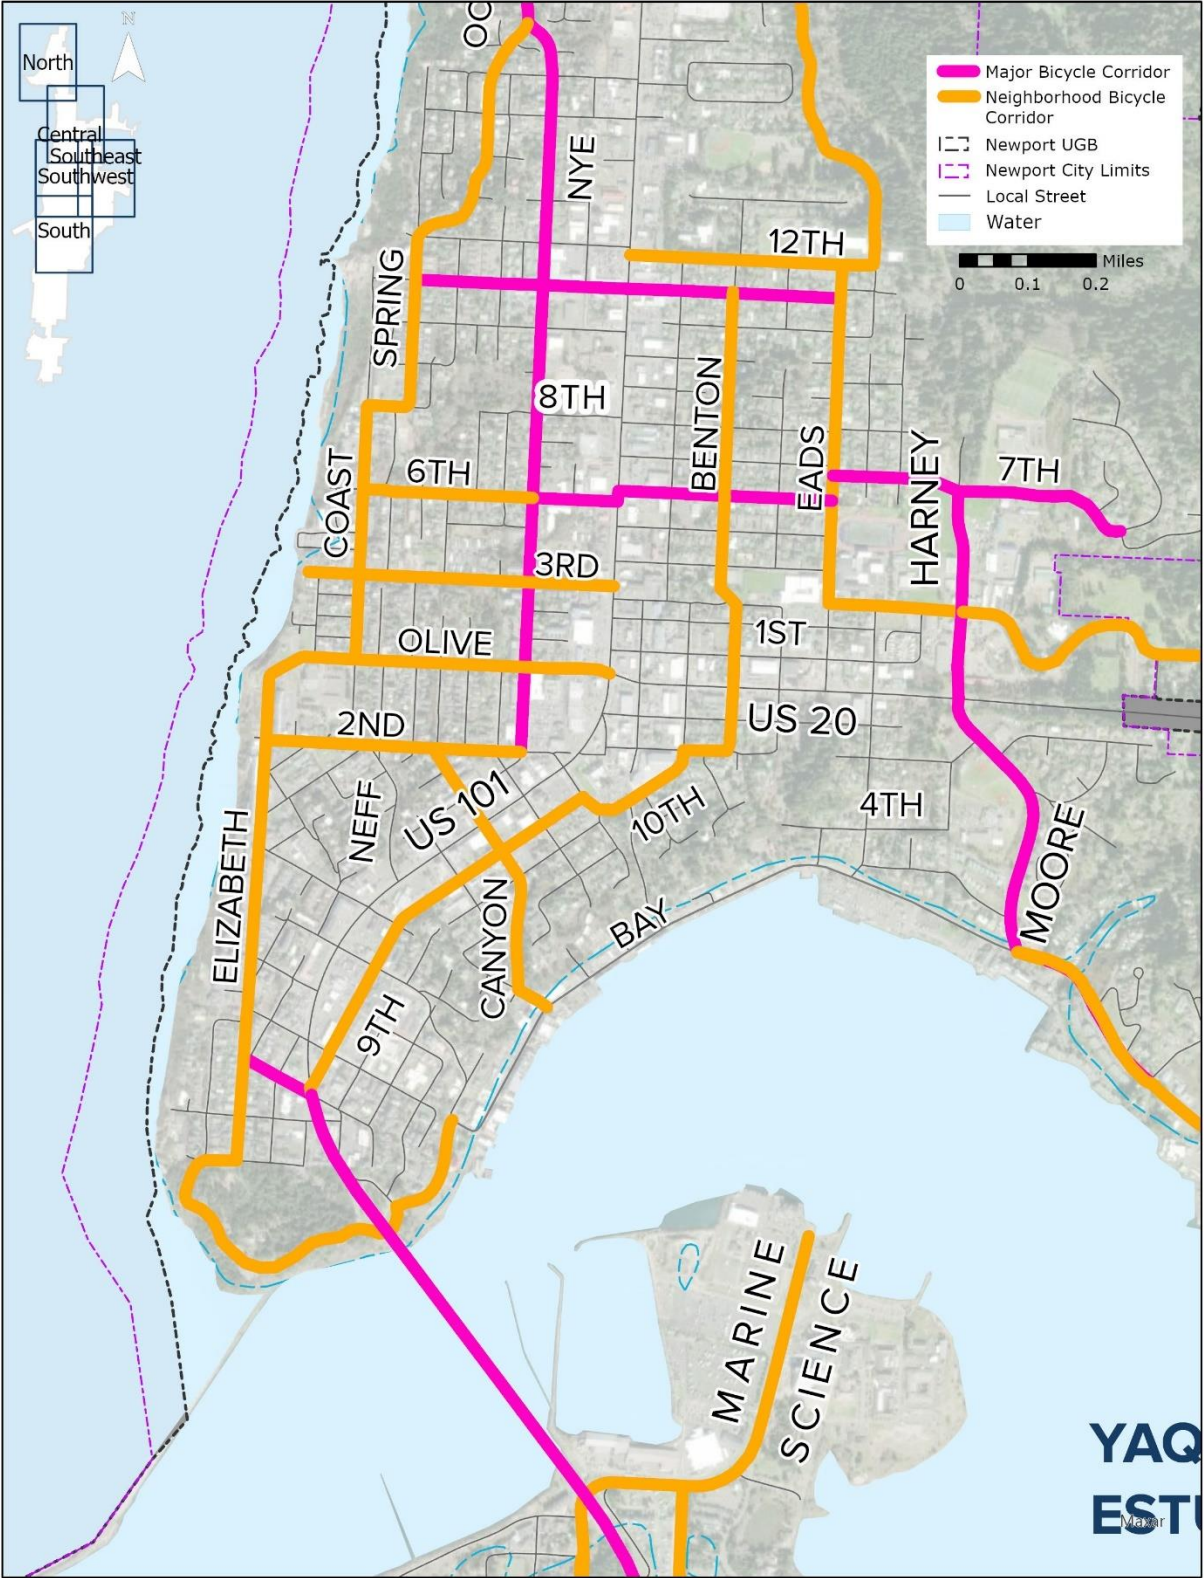 N
North
Central
Southeast
Southwest
South
Major Bicycle Corridor
Neighborhood Bicycle
Corridor
Newport UGB
Newport City Limits
Local Street
Water
Miles
0 0.1 0.2
OC
NYE
12TH
SPRING
8TH
BENTON
6TH
COAST
EADS
HARNEY
7TH
3RD
OLIVE
1ST
2ND
US 20
NEFF
US 101
10TH
4TH
ELIZABETH
MOORE
CANYON
BAY
9TH
MARINE
SCIENCE
YAQ
ESTU
Maxar